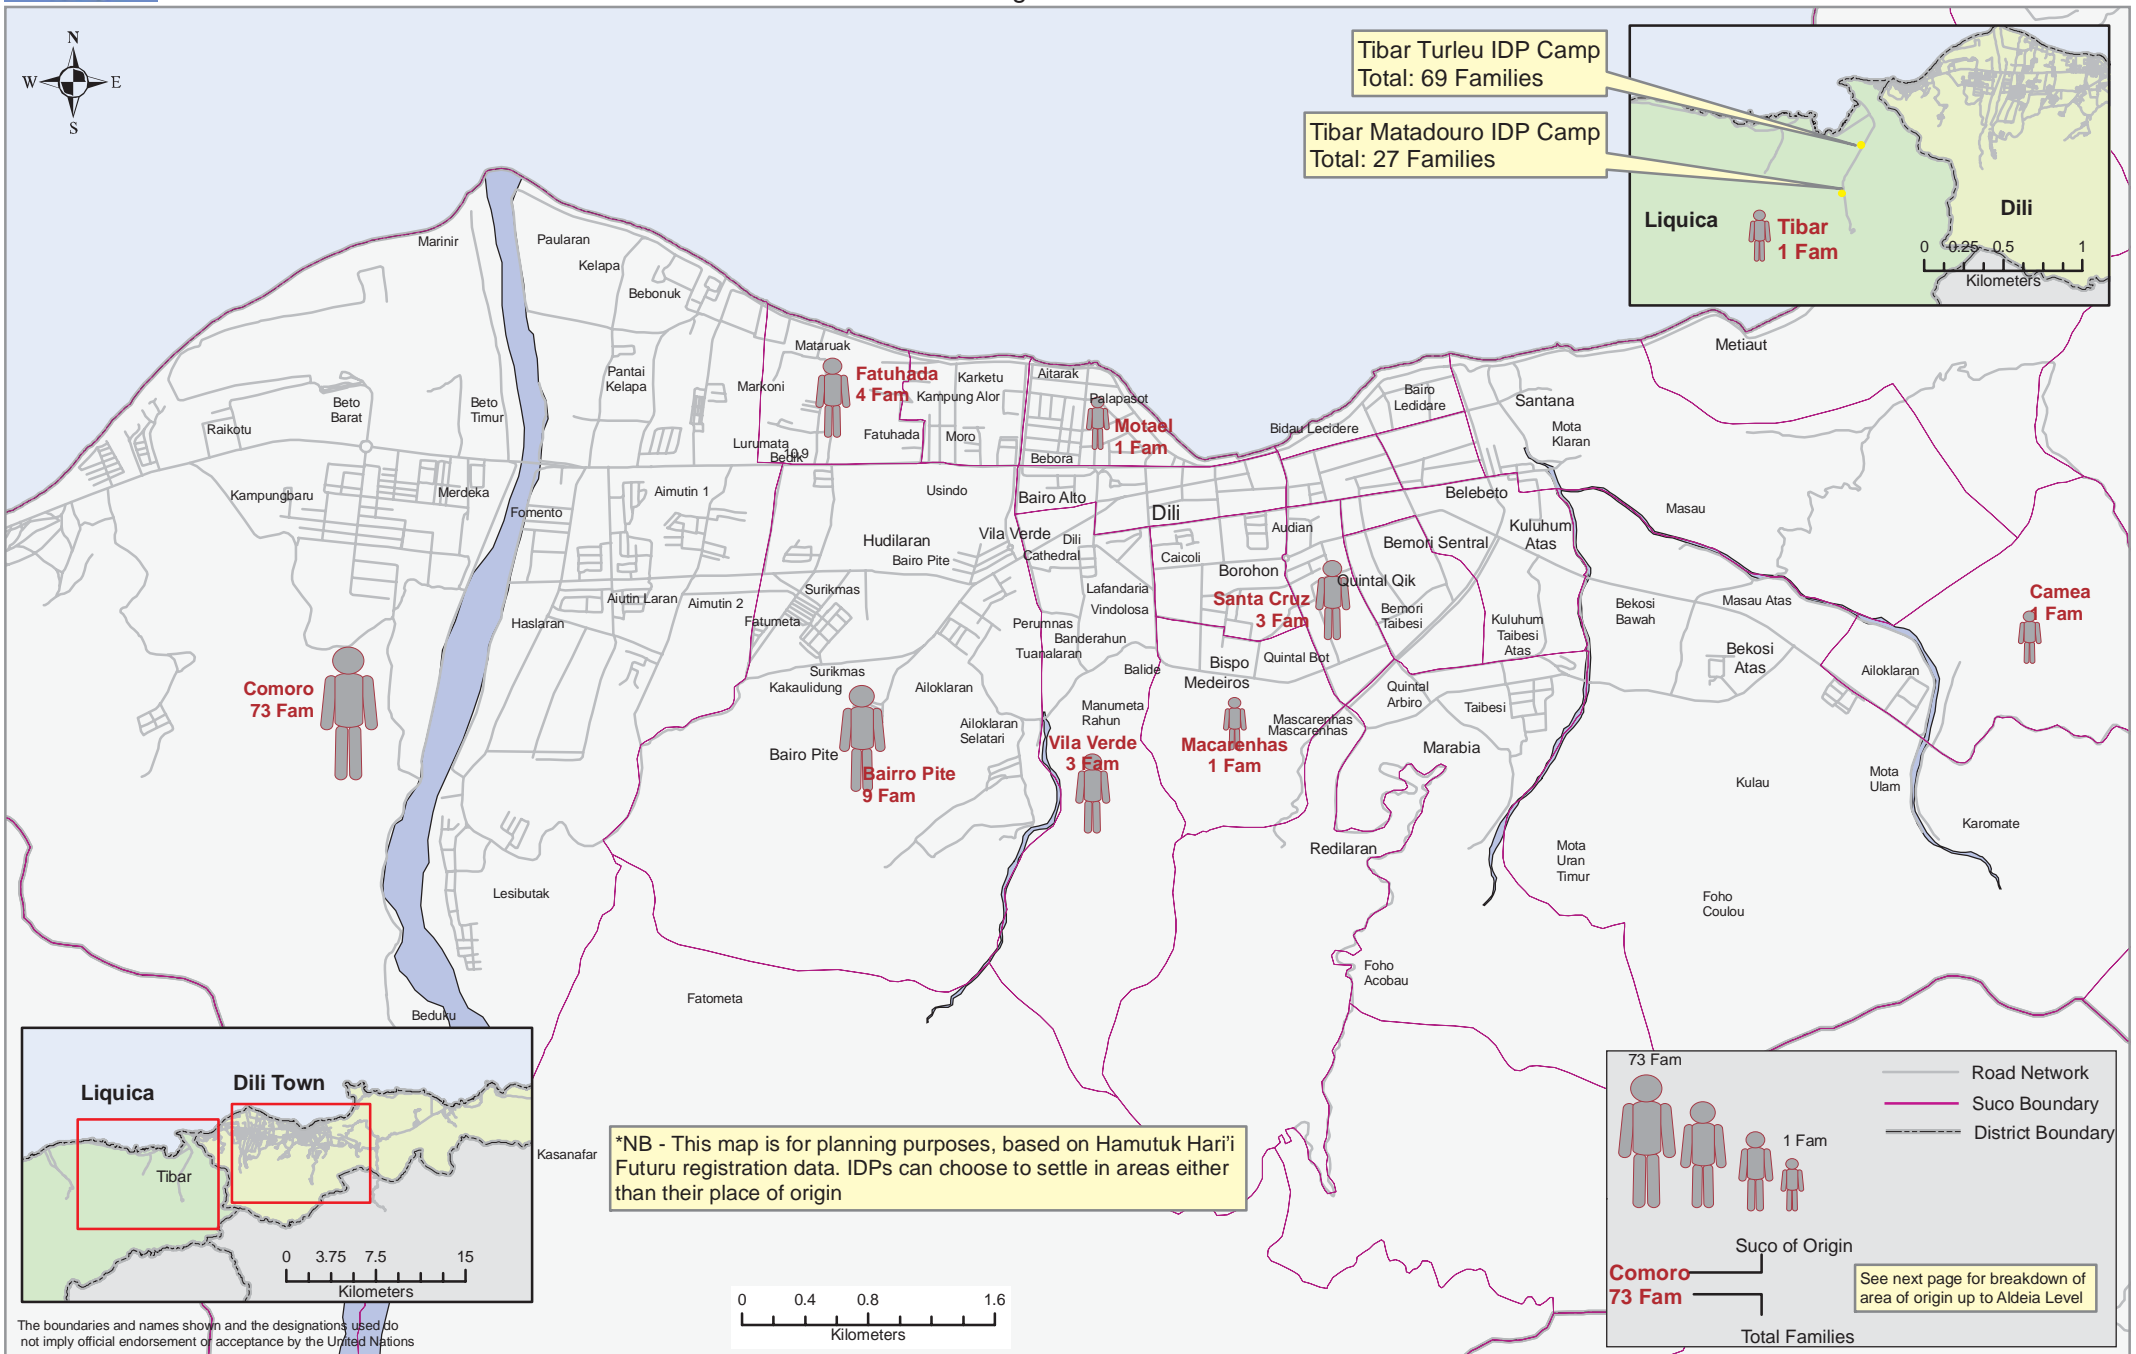 N
W
E
S
Tibar Turleu IDP Camp
Total: 69 Families
Tibar Matadouro IDP Camp
Total: 27 Families
Liquica
Dili
Tibar
1 Fam
0 0.25 0.5 1
Kilometers
Marinir
Paularan
Kelapa
Bebonuk
Mataruak
Metiaut
Pantai
Kelapa
Markoni
Fatuhada
4 Fam
Karketu
Kampung Alor
Aitarak
Palapasot
Bairo
Ledidare
Santana
Beto
Barat
Beto
Timur
Raikotu
Lurumata
Bedik
10.9
Fatuhada
Moro
Motael
1 Fam
Bebora
Bidau Lecidere
Mota
Klaran
Kampungbaru
Merdeka
Fomento
Aimutin 1
Usindo
Bairo Alto
Dili
Belebeto
Masau
Hudilaran
Bairo Pite
Vila Verde
Dili
Cathedral
Caicoli
Audian
Bemori Sentral
Kuluhum
Atas
Borohon
Quintal Qik
Surikmas
Lafandaria
Vindolosa
Santa Cruz
3 Fam
Bemori
Taibesi
Kuluhum
Taibesi
Atas
Bekosi
Bawah
Masau Atas
Camea
1 Fam
Aiutin Laran
Aimutin 2
Haslaran
Fatumeta
Perumnas
Banderahun
Tuanalaran
Balide
Bispo
Medeiros
Quintal Bot
Bekosi
Atas
Ailoklaran
Comoro
73 Fam
Surikmas
Kakaulidung
Ailoklaran
Ailoklaran
Selatari
Manumeta
Rahun
Mascarenhas
Mascarenhas
Quintal
Arbiro
Taibesi
Marabia
Bairo Pite
Bairro Pite
9 Fam
Vila Verde
3 Fam
Macarenhas
1 Fam
Kulau
Mota
Ulam
Karomate
Redilaran
Mota
Uran
Timur
Lesibutak
Foho
Coulou
Foho
Acobau
Fatometa
Beduku
Kasanafar
Liquica
Dili Town
Tibar
0 3.75 7.5 15
Kilometers
*NB - This map is for planning purposes, based on Hamutuk Hari'i
Futuru registration data. IDPs can choose to settle in areas either
than their place of origin
0 0.4 0.8 1.6
Kilometers
73 Fam
1 Fam
Road Network
Suco Boundary
District Boundary
Suco of Origin
Comoro
73 Fam
Total Families
See next page for breakdown of
area of origin up to Aldeia Level
The boundaries and names shown and the designations used do
not imply official endorsement or acceptance by the United Nations